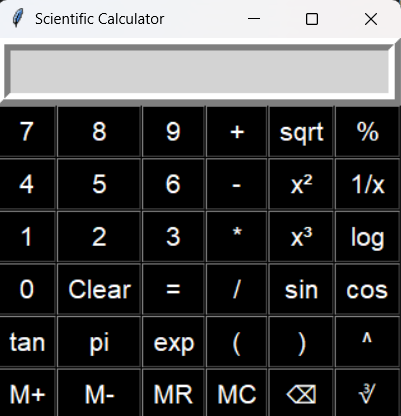 Scientific Calculator
7 8 9 + sqrt %
4 5 6 - x² 1/x
1 2 3 * x³ log
0 Clear = / sin cos
tan pi exp ( ) ^
M+ M- MR MC ⌫ ∛